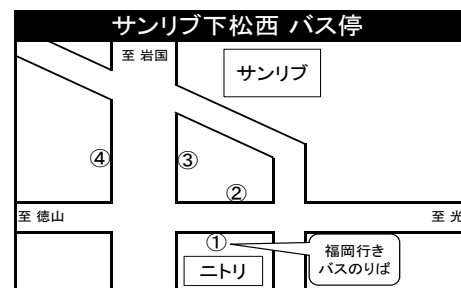 サンリブ下松西 バス停
至 岩国
サンリブ
④
③
②
至 徳山
至 光
①
福岡行き
バスのりば
ニトリ